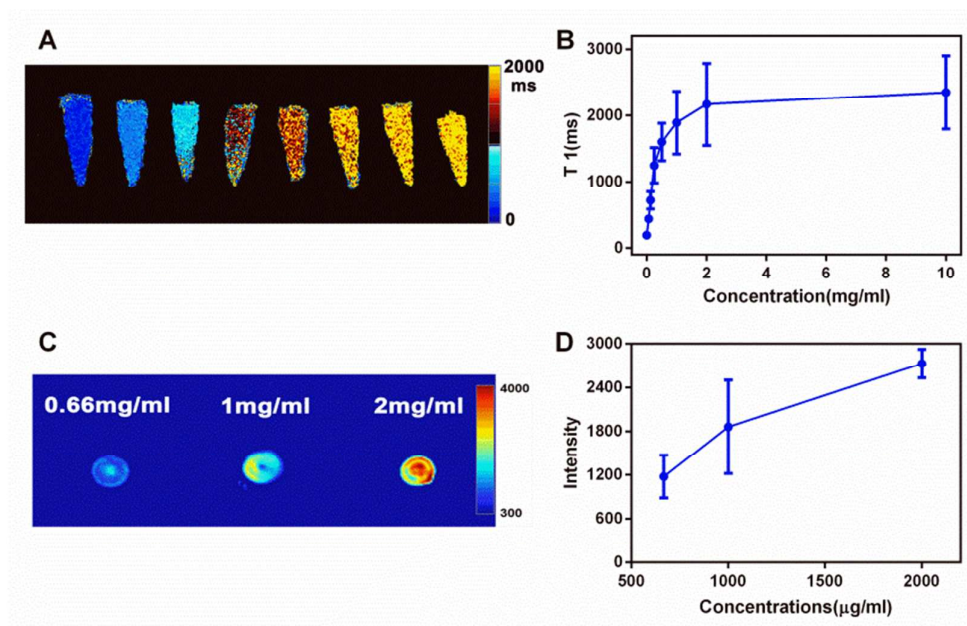 A
2000
ms
0
B
3000
2000
1000
0
T 1(ms)
0
2
4
6
8
10
Concentration(mg/ml)
C
0.66mg/ml
1mg/ml
2mg/ml
4000
300
D
3000
2400
1800
1200
600
0
Intensity
500
1000
1500
2000
Concentrations(μg/ml)